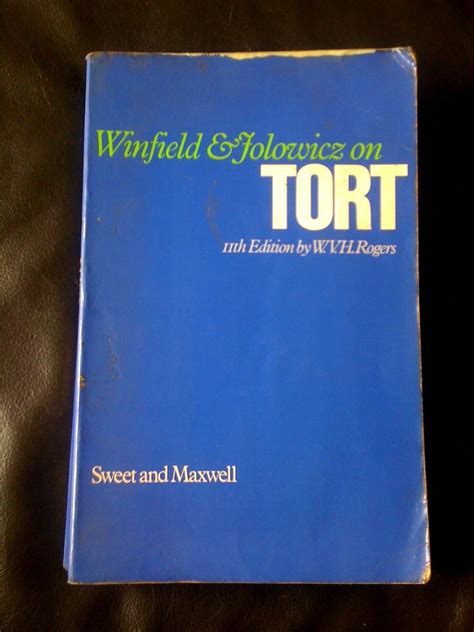 Winfield & Jolowicz on
TORT
11th Edition by W.V.H. Rogers
Sweet and Maxwell